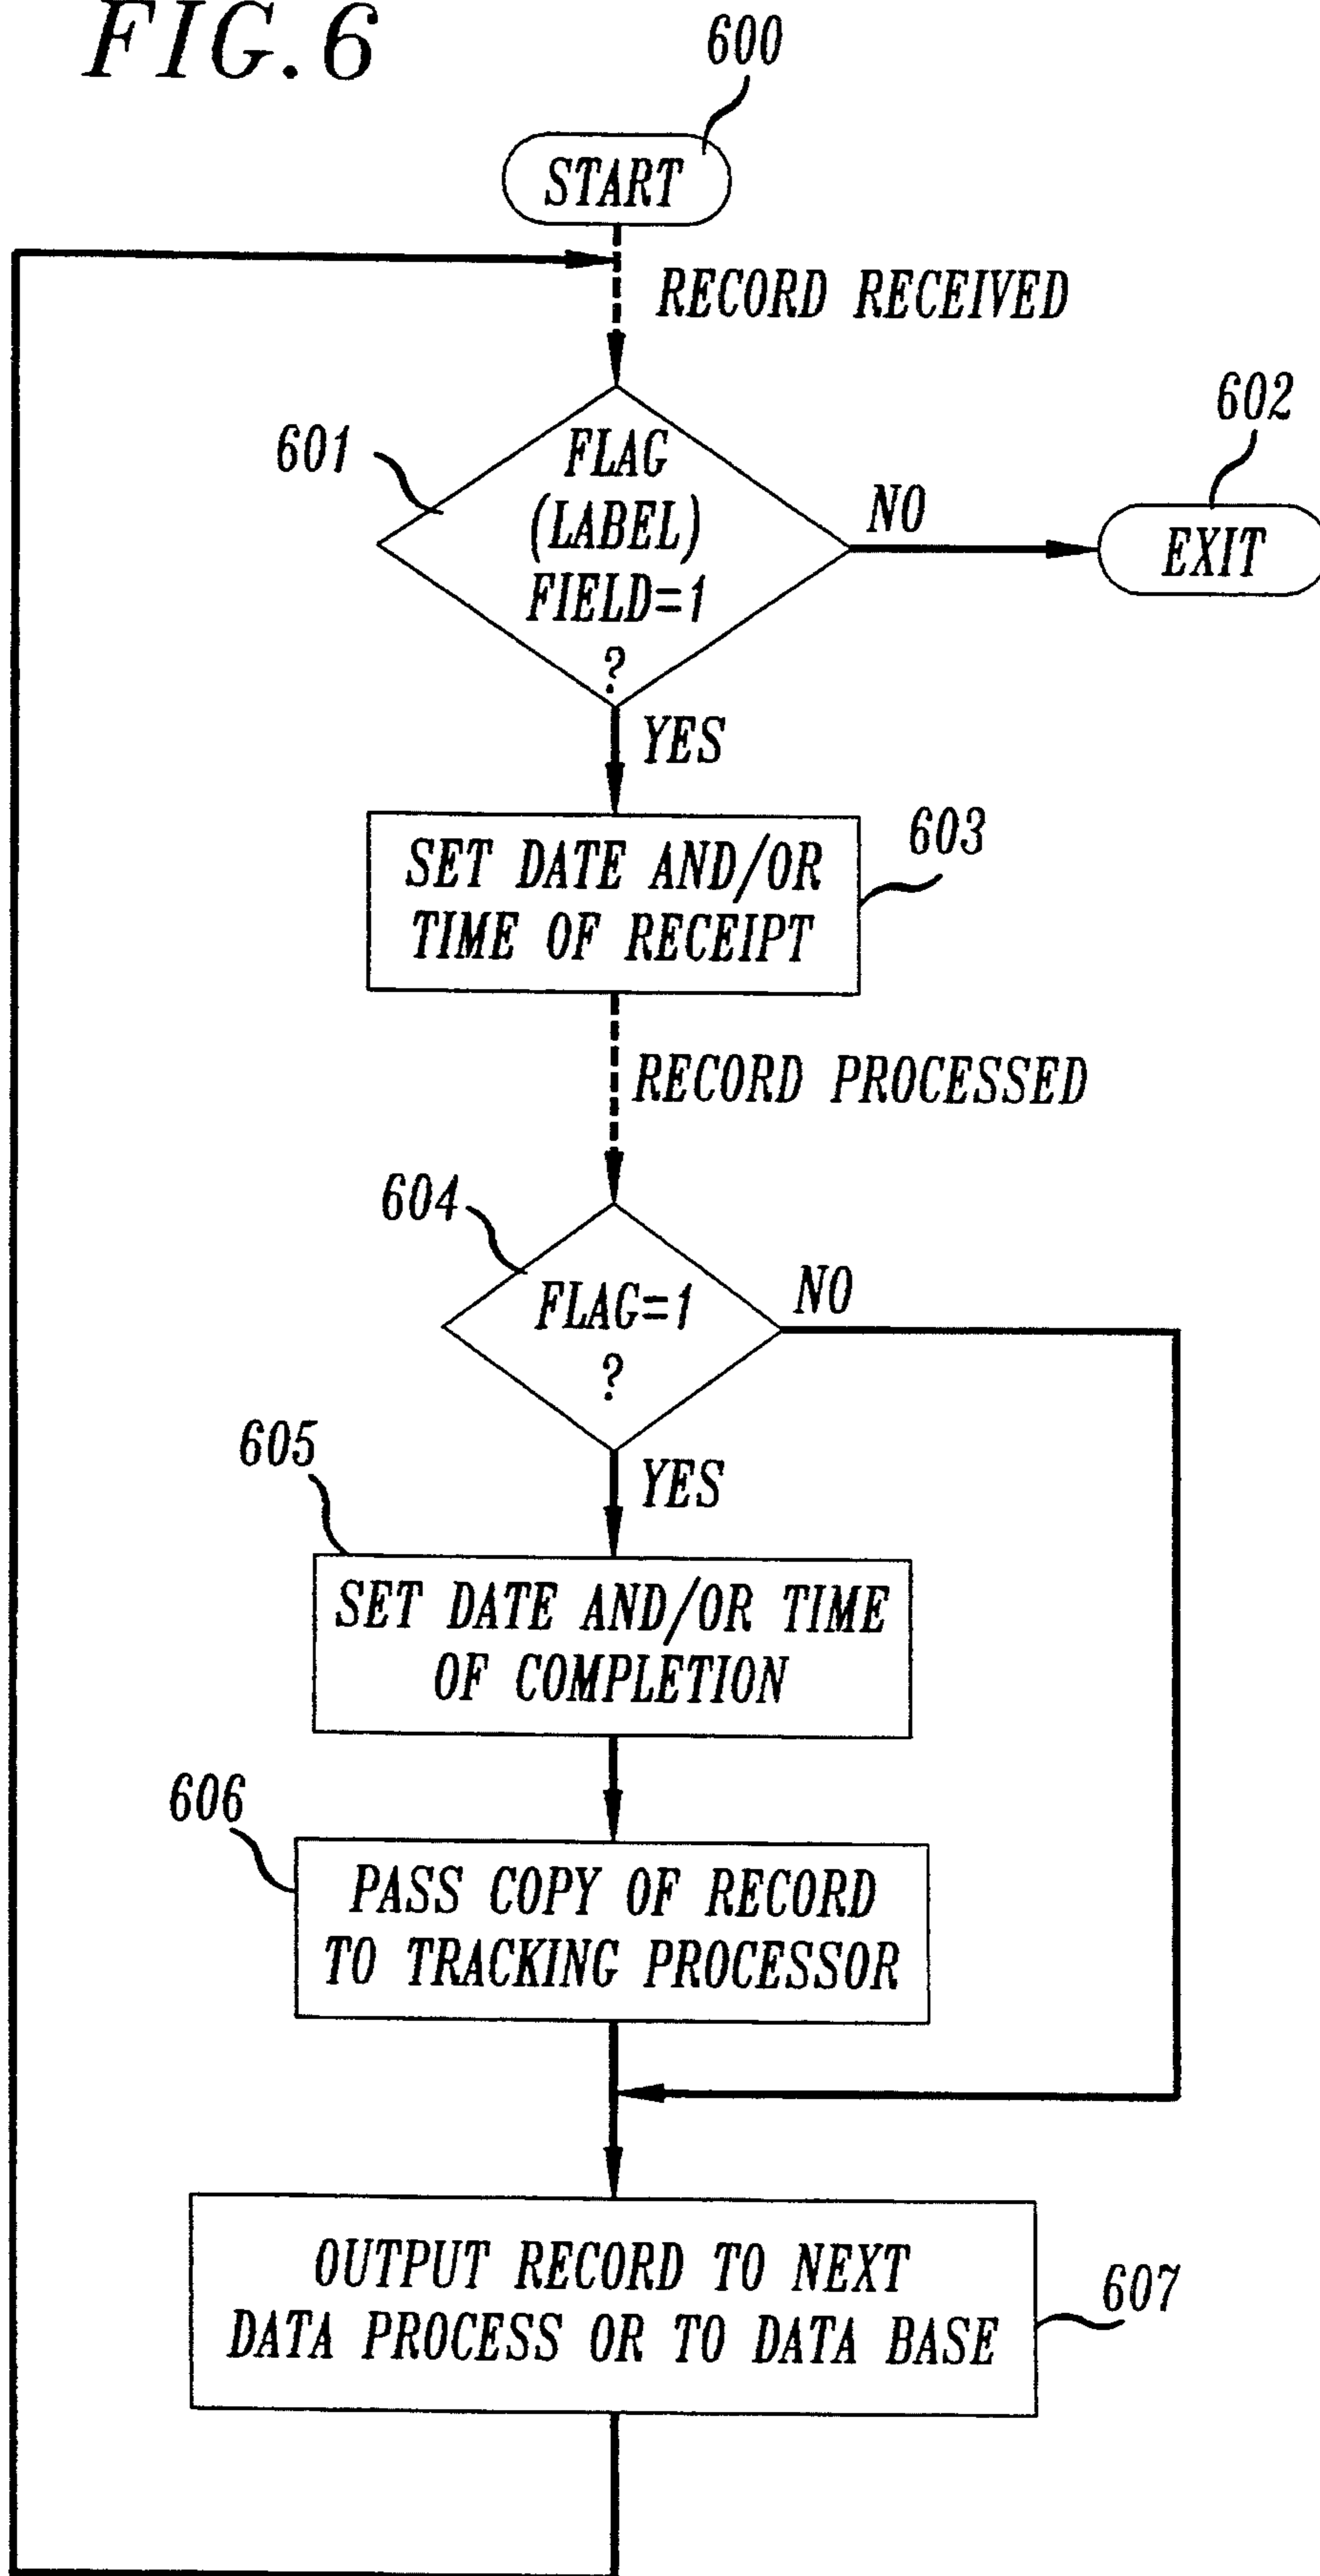 FIG. 6
600
START
RECORD RECEIVED
601
FLAG
(LABEL)
FIELD=1
?
NO
602
EXIT
YES
603
SET DATE AND/OR
TIME OF RECEIPT
RECORD PROCESSED
604
FLAG=1
?
NO
605
YES
SET DATE AND/OR TIME
OF COMPLETION
606
PASS COPY OF RECORD
TO TRACKING PROCESSOR
OUTPUT RECORD TO NEXT
DATA PROCESS OR TO DATA BASE
607